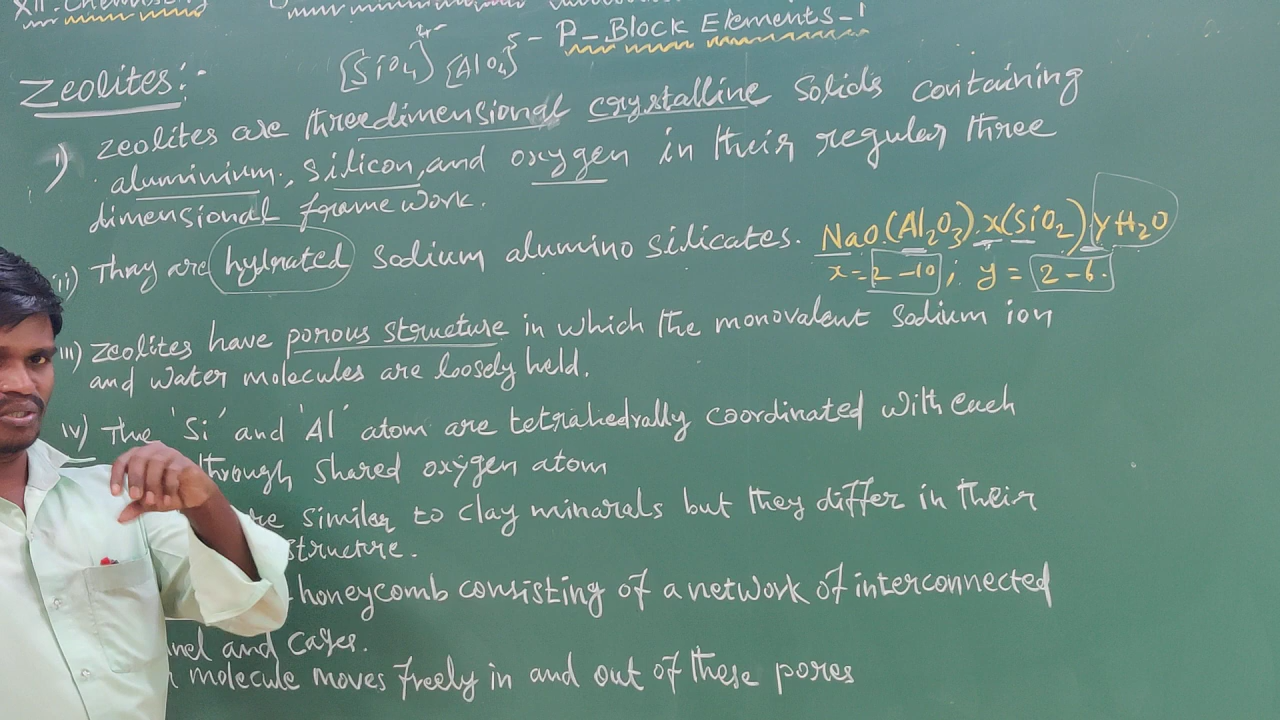 XII. Chemistry
P-Block Elements-1
[SiO4]4- [AlO4]5-
Zeolites:-
i) Zeolites are threedimensional crystalline solids containing
aluminium, silicon, and oxygen in their regular three
dimensional frame work.
ii) They are hydrated sodium alumino silicates. NaO.(Al2O3).x(SiO2)yH2O
x=2-10; y=2-6.
iii) Zeolites have porous structure in which the monovalent sodium ion
and water molecules are loosely held.
iv) The 'Si' and 'Al' atom are tetrahedrally coordinated with each
through shared oxygen atom
re similar to clay minarals but they differ in their
structure.
honeycomb consisting of a network of interconnected
nel and cages.
r molecule moves freely in and out of these pores